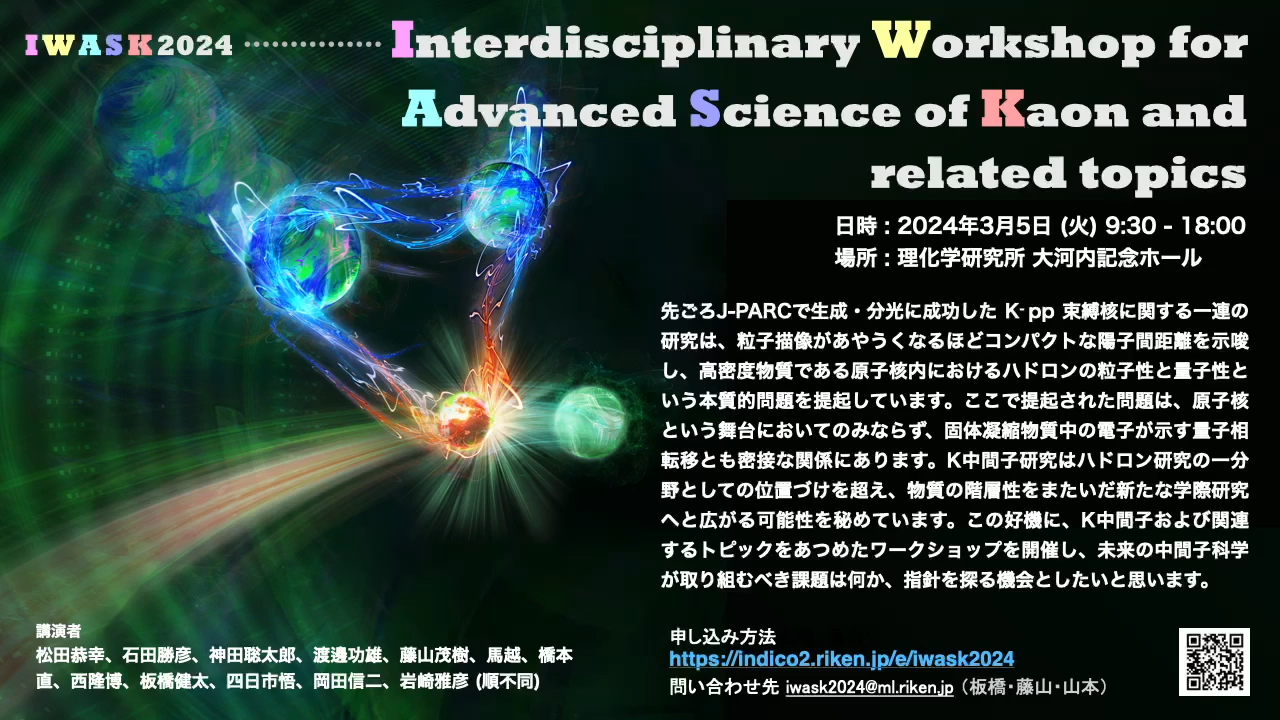 IWASK2024
Interdisciplinary Workshop for
Advanced Science of Kaon and
related topics
日時 : 2024年3月5日 (火) 9:30 - 18:00
場所 : 理化学研究所 大河内記念ホール
先ごろJ-PARCで生成・分光に成功した K⁻pp 束縛核に関する一連の
研究は、粒子描像があやうくなるほどコンパクトな陽子間距離を示唆
し、高密度物質である原子核内におけるハドロンの粒子性と量子性と
いう本質的問題を提起しています。ここで提起された問題は、原子核
という舞台においてのみならず、固体凝縮物質中の電子が示す量子相
転移とも密接な関係にあります。K中間子研究はハドロン研究の一分
野としての位置づけを超え、物質の階層性をまたいだ新たな学際研究
へと広がる可能性を秘めています。この好機に、K中間子および関連
するトピックをあつめたワークショップを開催し、未来の中間子科学
が取り組むべき課題は何か、指針を探る機会としたいと思います。
講演者
松田恭幸、石田勝彦、神田聡太郎、渡邊功雄、藤山茂樹、馬越、橋本
直、西隆博、板橋健太、四日市悟、岡田信二、岩崎雅彦 (順不同)
申し込み方法
https://indico2.riken.jp/e/iwask2024
問い合わせ先 iwask2024@ml.riken.jp（板橋・藤山・山本）